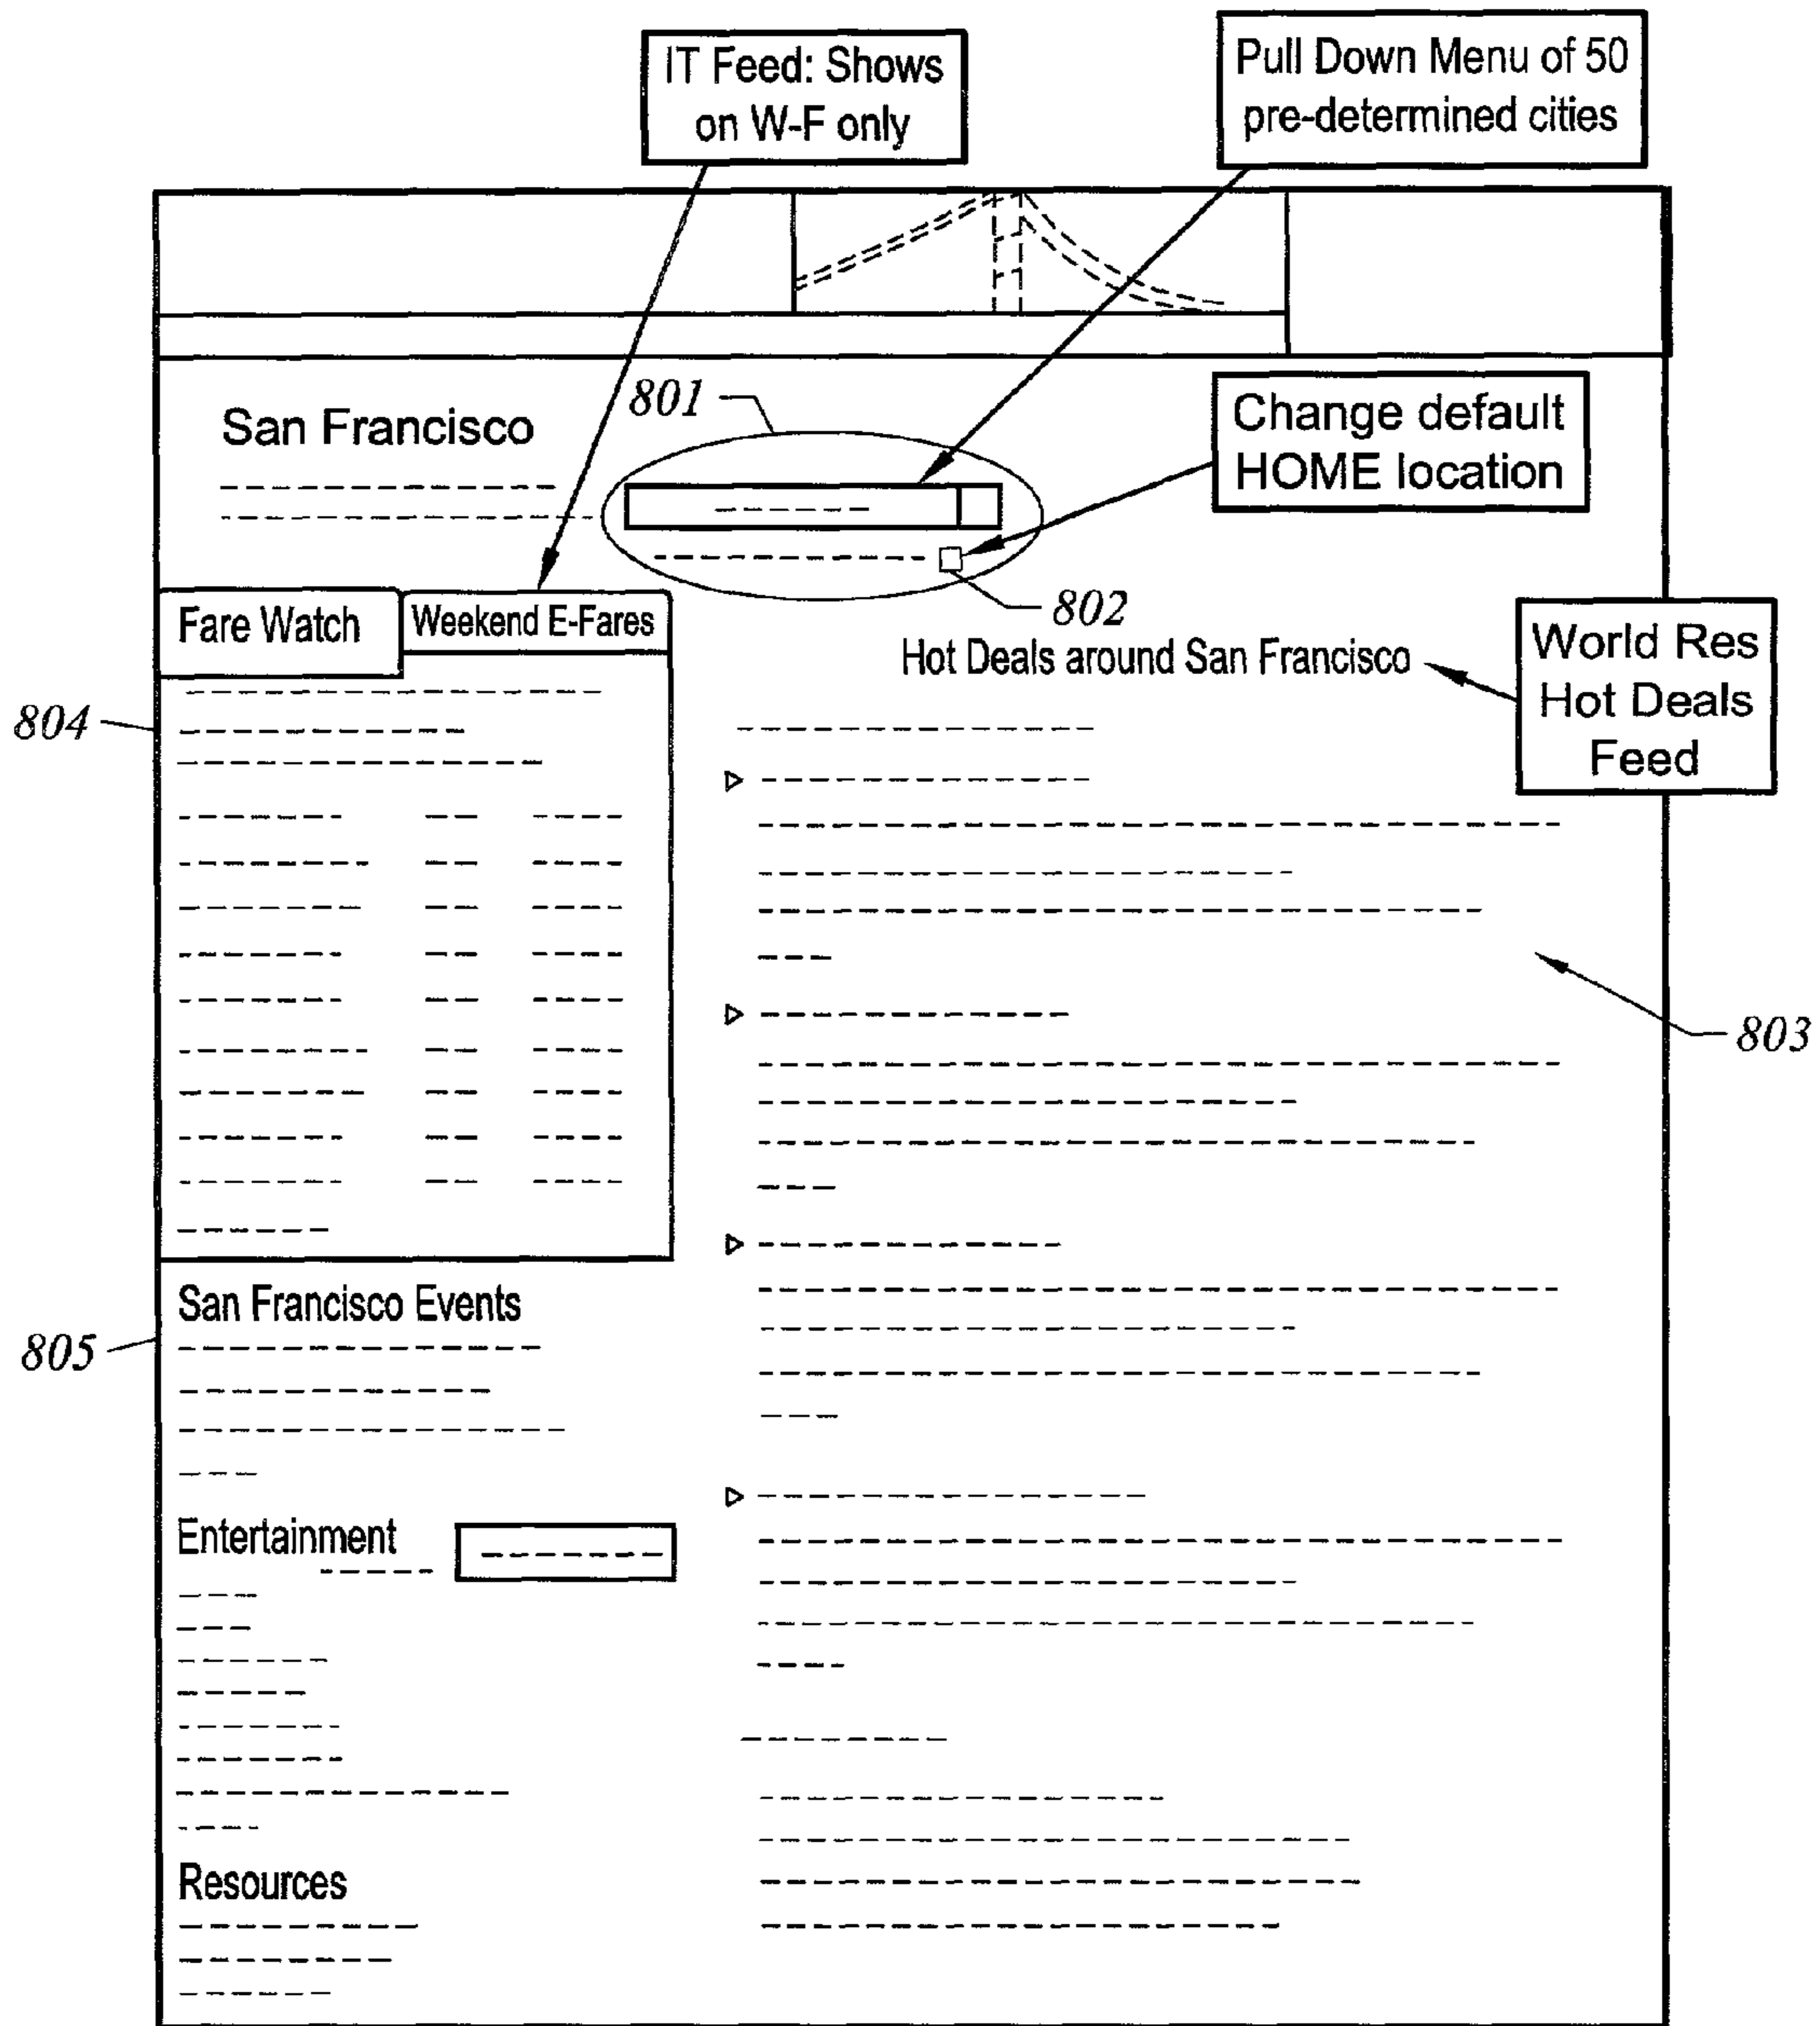 IT Feed: Shows
on W-F only
Pull Down Menu of 50
pre-determined cities
San Francisco
801
Change default
HOME location
802
Fare Watch
Weekend E-Fares
Hot Deals around San Francisco
World Res
Hot Deals
Feed
804
803
San Francisco Events
805
Entertainment
Resources